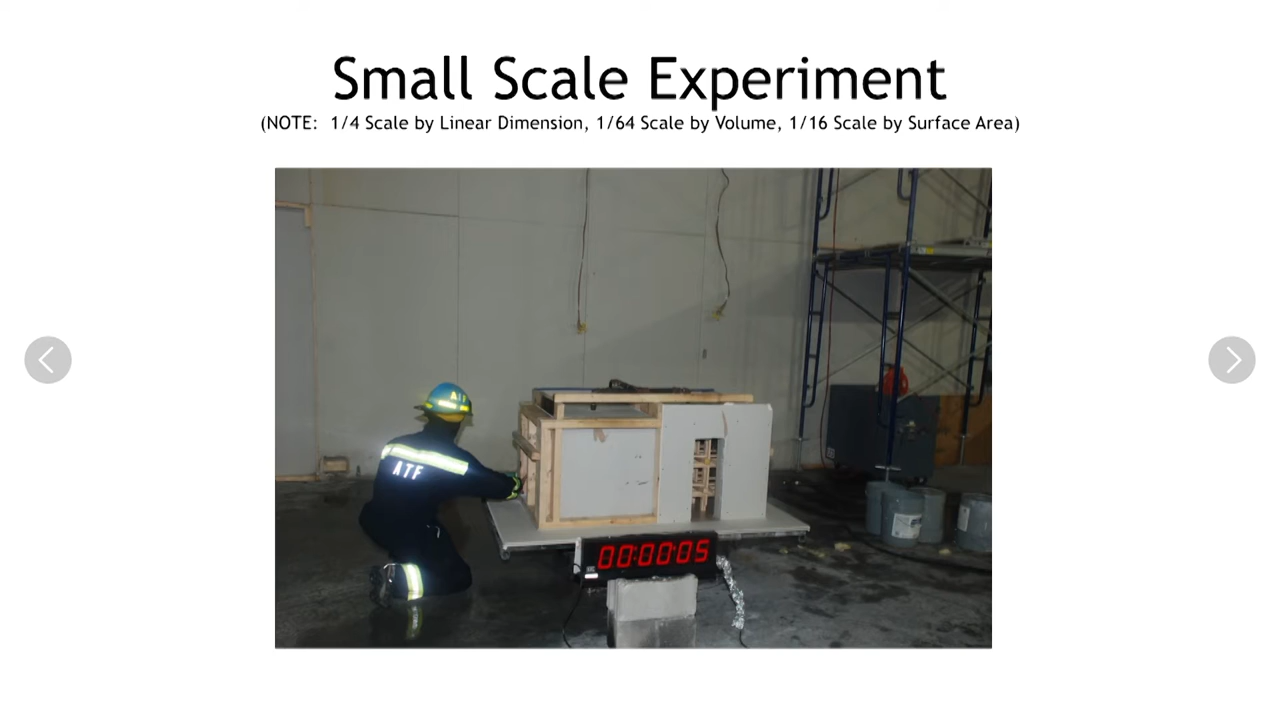 Small Scale Experiment
(NOTE: 1/4 Scale by Linear Dimension, 1/64 Scale by Volume, 1/16 Scale by Surface Area)
ATF
ATF
00:00:05